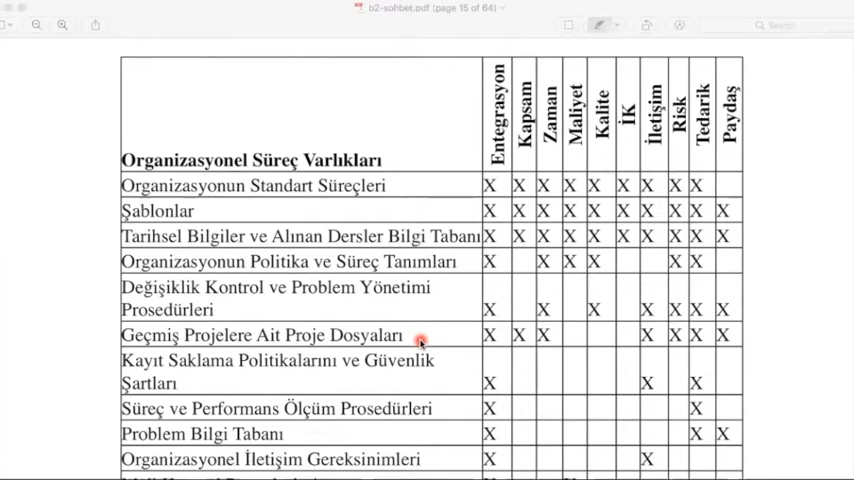 b2-sohbet.pdf (page 15 of 64)
Search
Organizasyonel Süreç Varlıkları Entegrasyon Kapsam Zaman Maliyet Kalite İK İletişim Risk Tedarik Paydaş
Organizasyonun Standart Süreçleri X X X X X X X X X
Şablonlar X X X X X X X X X X
Tarihsel Bilgiler ve Alınan Dersler Bilgi Tabanı X X X X X X X X X X
Organizasyonun Politika ve Süreç Tanımları X X X X X X
Değişiklik Kontrol ve Problem Yönetimi
Prosedürleri X X X X X X X
Geçmiş Projelere Ait Proje Dosyaları X X X X X X X
Kayıt Saklama Politikalarını ve Güvenlik
Şartları X X X
Süreç ve Performans Ölçüm Prosedürleri X X
Problem Bilgi Tabanı X X X
Organizasyonel İletişim Gereksinimleri X X